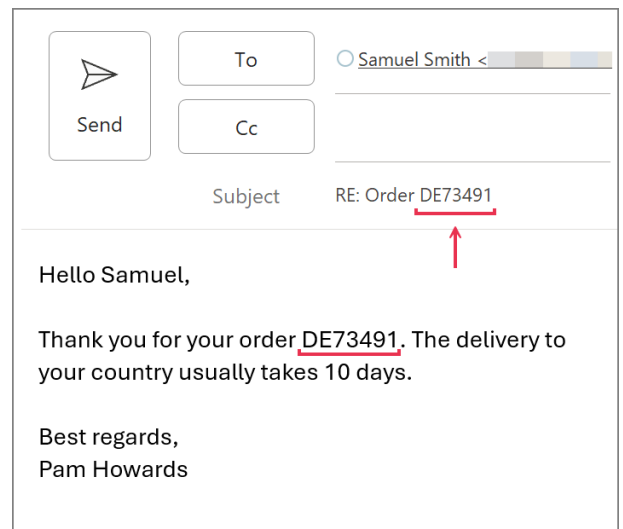 To
Samuel Smith <
Send
Cc
Subject
RE: Order DE73491
Hello Samuel,
Thank you for your order DE73491. The delivery to
your country usually takes 10 days.
Best regards,
Pam Howards